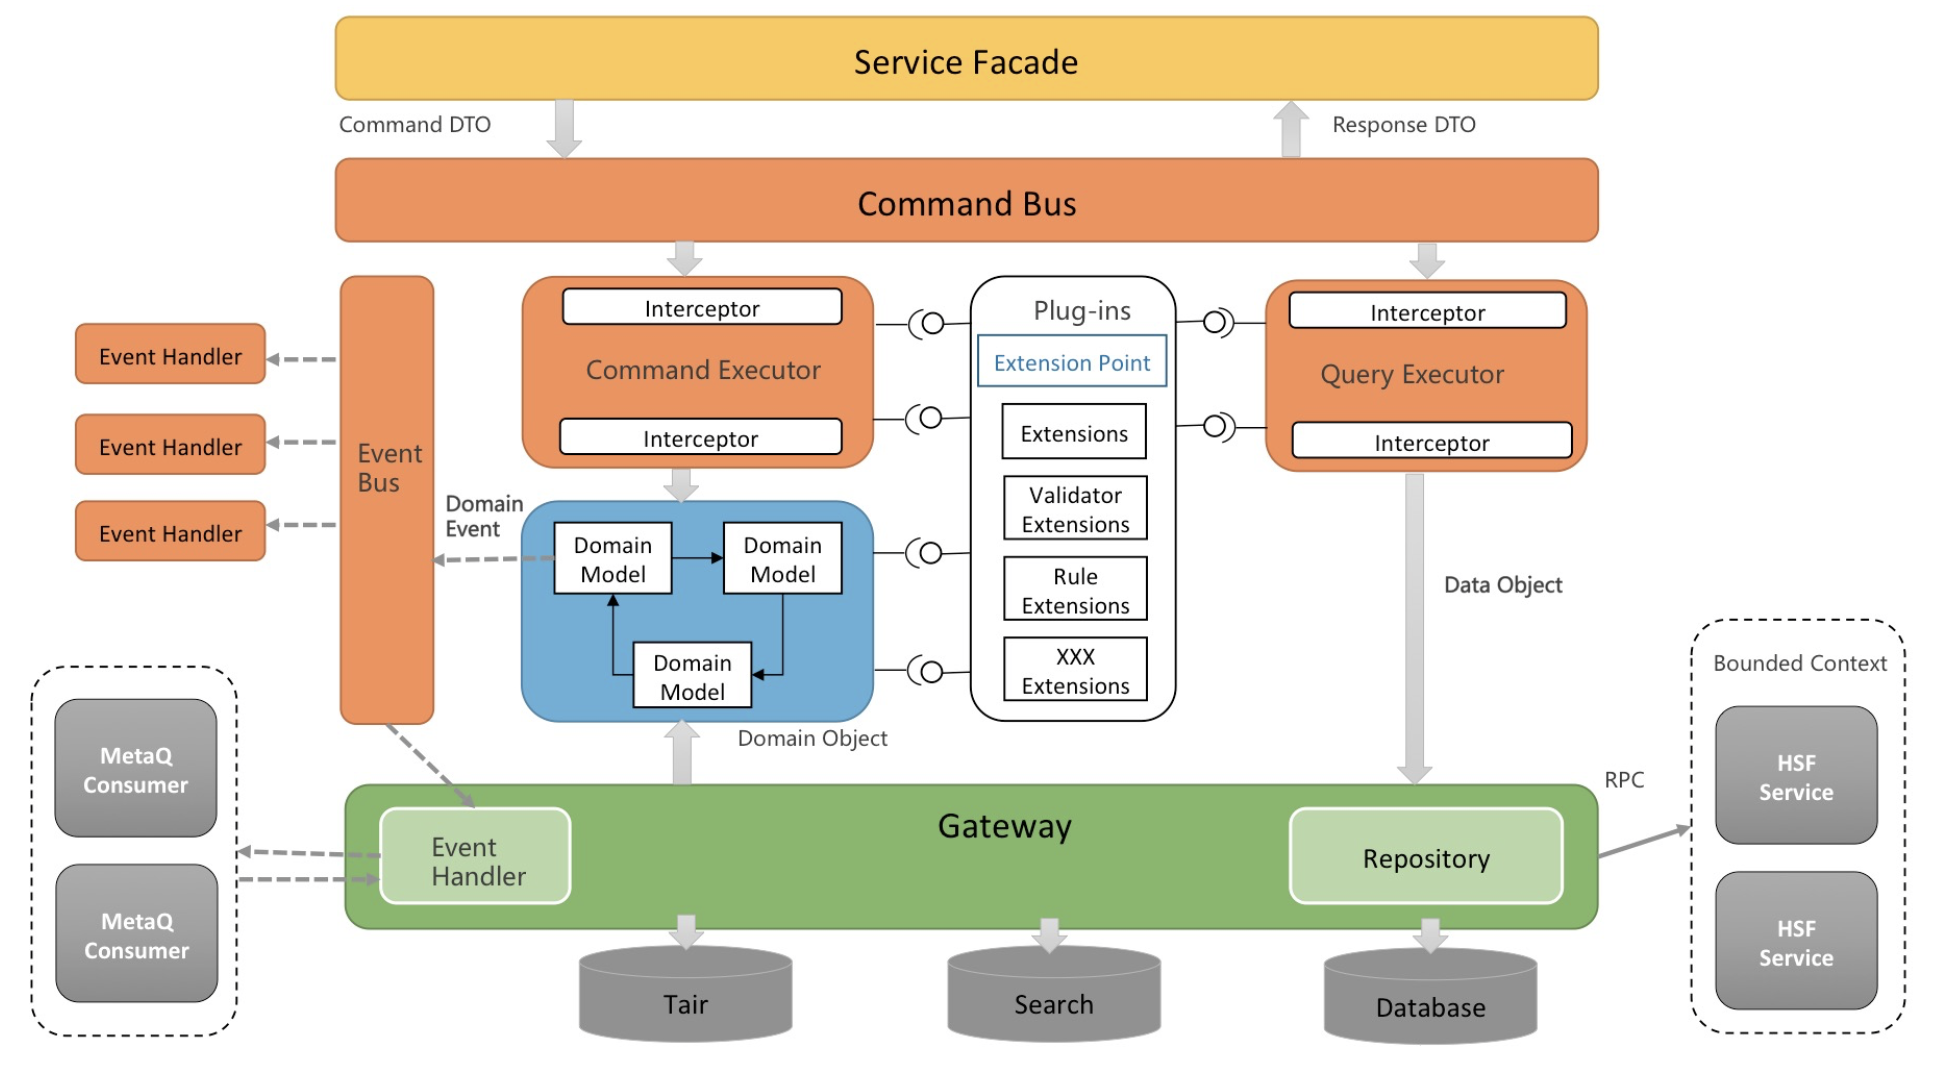 Service Facade
Command DTO
Response DTO
Command Bus
Interceptor
Command Executor
Interceptor
Plug-ins
Extension Point
Extensions
Validator
Extensions
Rule
Extensions
XXX
Extensions
Interceptor
Query Executor
Interceptor
Event Handler
Event Handler
Event Handler
Event
Bus
Domain
Event
Domain
Model
Domain
Model
Domain
Model
Domain Object
Data Object
Bounded Context
HSF
Service
HSF
Service
RPC
MetaQ
Consumer
MetaQ
Consumer
Gateway
Event
Handler
Repository
Tair
Search
Database